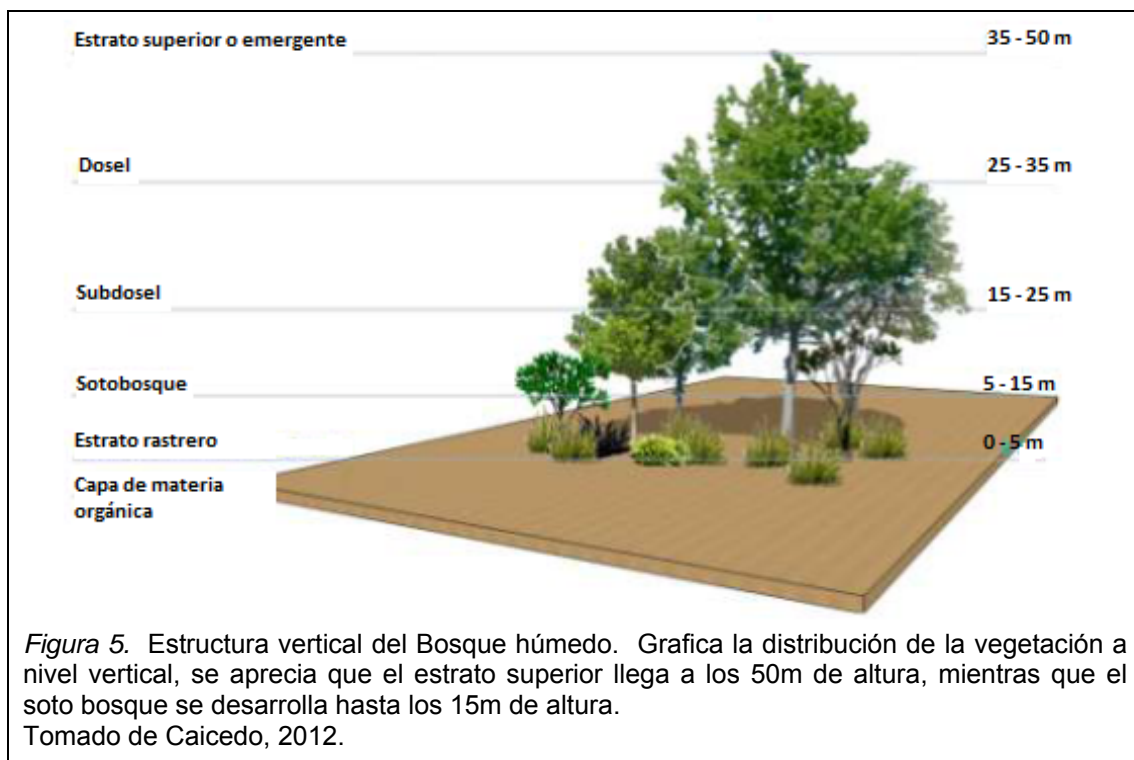 Estrato superior o emergente 35 - 50 m
Dosel 25 - 35 m
Subdosel 15 - 25 m
Sotobosque 5 - 15 m
Estrato rastrero 0 - 5 m
Capa de materia
orgánica
Figura 5. Estructura vertical del Bosque húmedo. Grafica la distribución de la vegetación a
nivel vertical, se aprecia que el estrato superior llega a los 50m de altura, mientras que el
soto bosque se desarrolla hasta los 15m de altura.
Tomado de Caicedo, 2012.